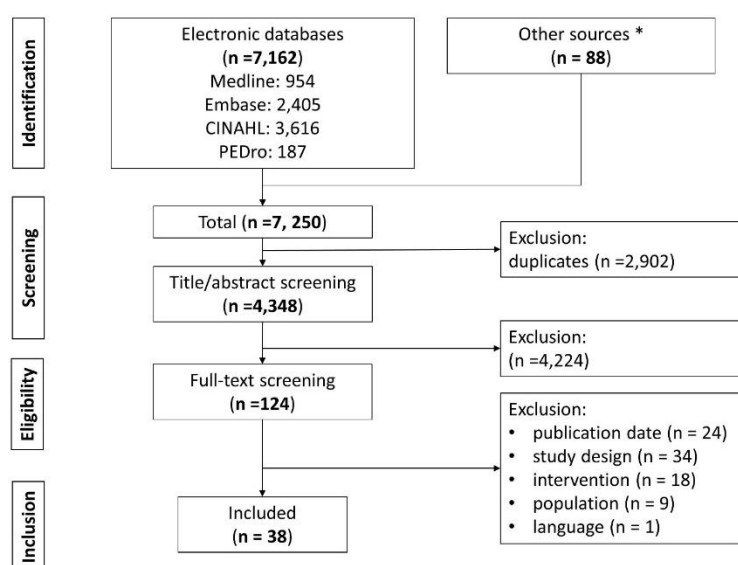 Identification
Electronic databases
(n =7,162)
Medline: 954
Embase: 2,405
CINAHL: 3,616
PEDro: 187
Other sources *
(n = 88)
Screening
Total (n =7, 250)
Exclusion:
duplicates (n =2,902)
Title/abstract screening
(n =4,348)
Exclusion:
(n =4,224)
Eligibility
Full-text screening
(n =124)
Exclusion:
• publication date (n = 24)
• study design (n = 34)
• intervention (n = 18)
• population (n = 9)
• language (n = 1)
Inclusion
Included
(n = 38)